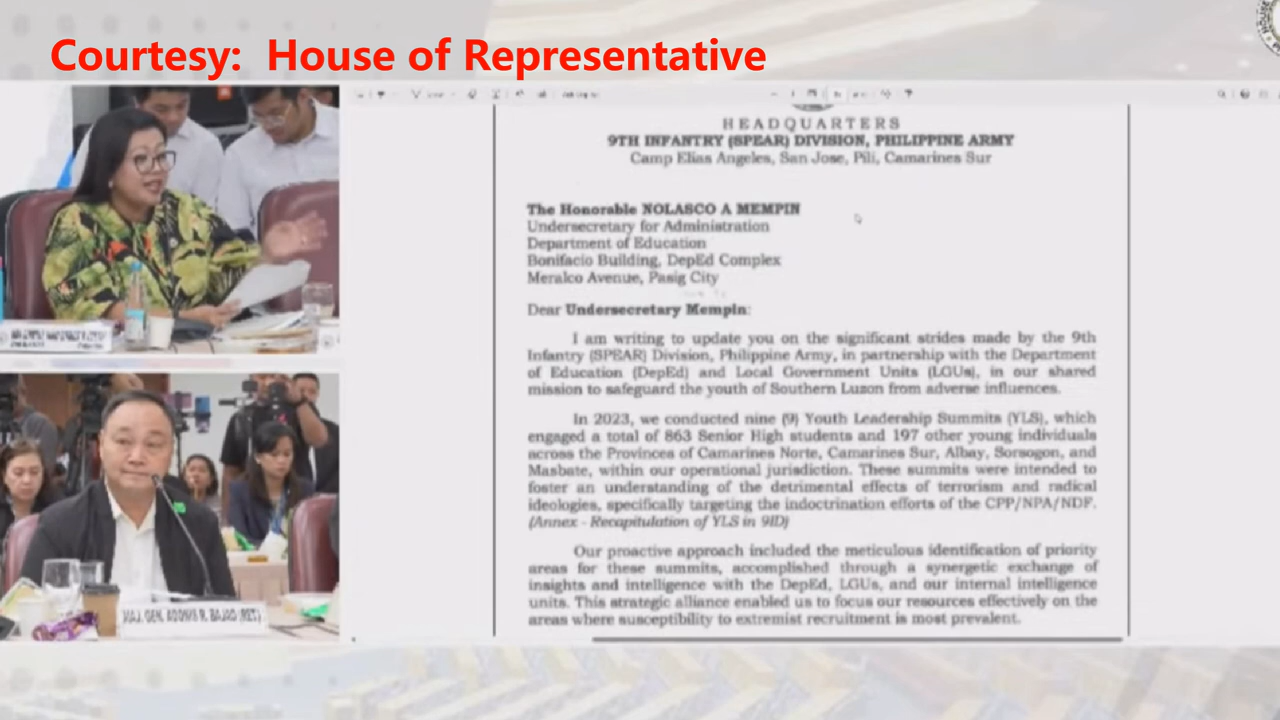 Courtesy: House of Representative
HEADQUARTERS
9TH INFANTRY (SPEAR) DIVISION, PHILIPPINE ARMY
Camp Elias Angeles, San Jose, Pili, Camarines Sur
The Honorable NOLASCO A MEMPIN
Undersecretary for Administration
Department of Education
Bonifacio Building, DepEd Complex
Meralco Avenue, Pasig City
Dear Undersecretary Mempin:
I am writing to update you on the significant strides made by the 9th
Infantry (SPEAR) Division, Philippine Army, in partnership with the Department
of Education (DepEd) and Local Government Units (LGUs), in our shared
mission to safeguard the youth of Southern Luzon from adverse influences.
In 2023, we conducted nine (9) Youth Leadership Summits (YLS), which
engaged a total of 863 Senior High students and 197 other young individuals
across the Provinces of Camarines Norte, Camarines Sur, Albay, Sorsogon, and
Masbate, within our operational jurisdiction. These summits were intended to
foster an understanding of the detrimental effects of terrorism and radical
ideologies, specifically targeting the indoctrination efforts of the CPP/NPA/NDF.
(Annex - Recapitulation of YLS in 9ID)
Our proactive approach included the meticulous identification of priority
areas for these summits, accomplished through a synergetic exchange of
insights and intelligence with the DepEd, LGUs, and our internal intelligence
units. This strategic alliance enabled us to focus our resources effectively on the
areas where susceptibility to extremist recruitment is most prevalent.
MAJ. GEN. R. (RET.)